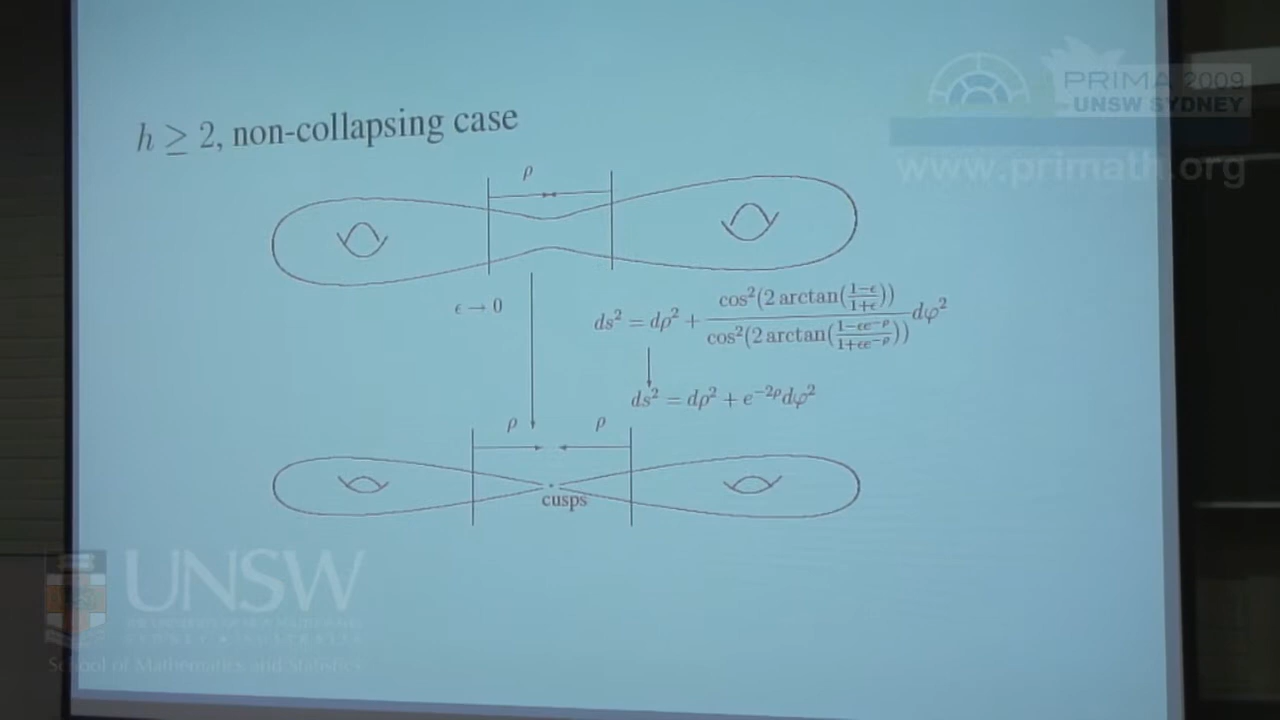 PRIMA 2009
UNSW SYDNEY
www.primath.org
h ≥ 2, non-collapsing case
ρ
ϵ → 0
ds² = dρ² + cos²(2 arctan((1−ϵ)/(1+ϵ))) / cos²(2 arctan((1−ϵe^{−ρ})/(1+ϵe^{−ρ}))) dφ²
ds² = dρ² + e^{−2ρ}dφ²
ρ ρ
cusps
UNSW
SYDNEY • AUSTRALIA
School of Mathematics and Statistics